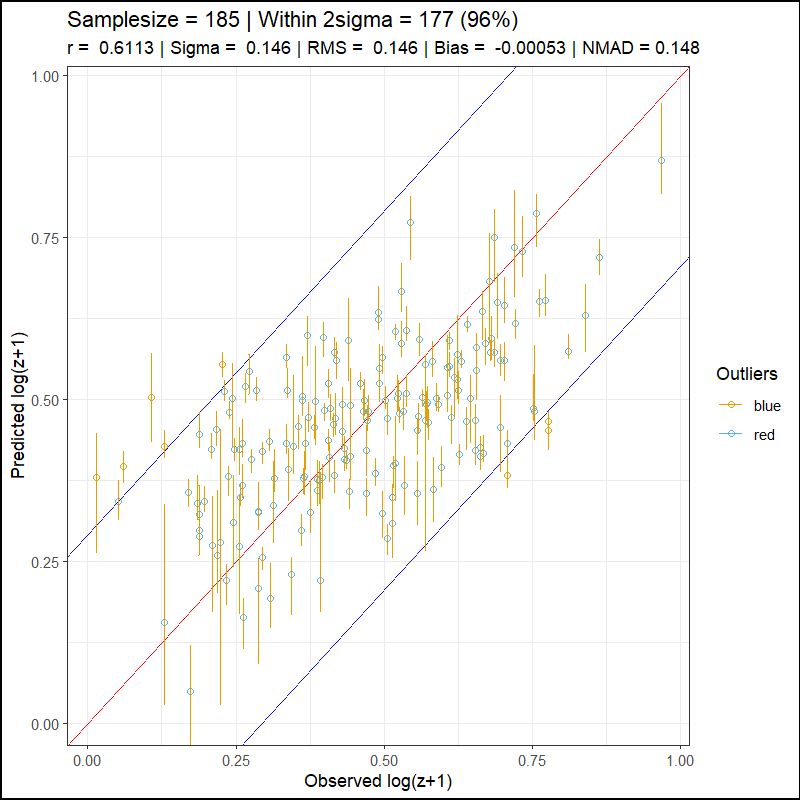 Samplesize = 185 | Within 2sigma = 177 (96%)
r = 0.6113 | Sigma = 0.146 | RMS = 0.146 | Bias = -0.00053 | NMAD = 0.148
1.00
0.75
0.50
0.25
0.00
Predicted log(z+1)
0.00 0.25 0.50 0.75 1.00
Observed log(z+1)
Outliers
blue
red